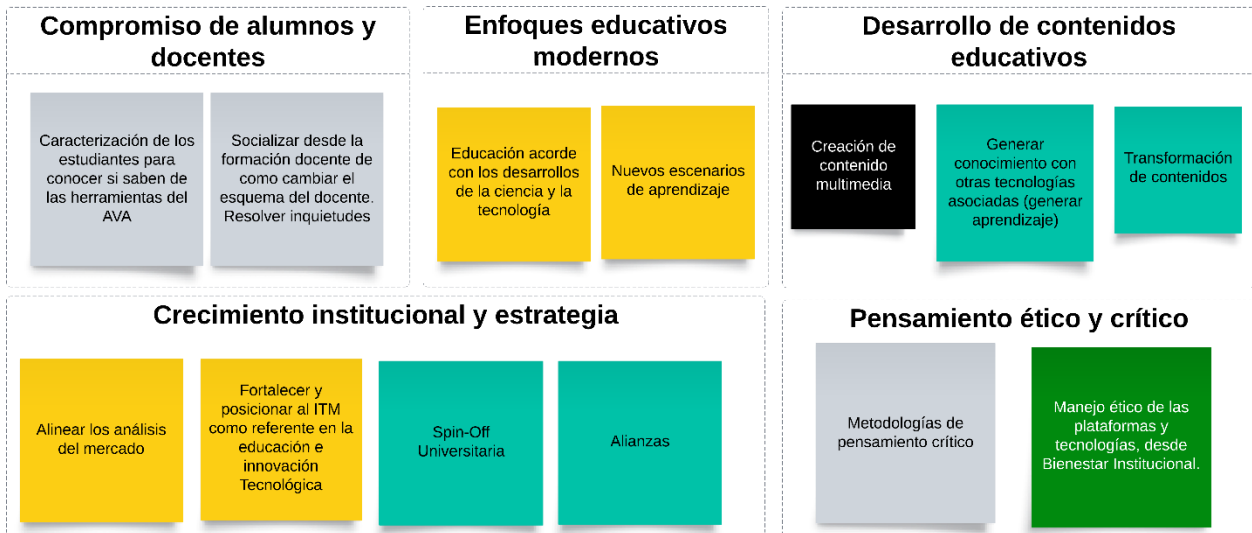 Compromiso de alumnos y
docentes
Caracterización de los
estudiantes para
conocer si saben de
las herramientas del
AVA
Socializar desde la
formación docente de
como cambiar el
esquema del docente.
Resolver inquietudes
Enfoques educativos
modernos
Educación acorde
con los desarrollos
de la ciencia y la
tecnología
Nuevos escenarios
de aprendizaje
Desarrollo de contenidos
educativos
Creación de
contenido
multimedia
Generar
conocimiento con
otras tecnologías
asociadas (generar
aprendizaje)
Transformación
de contenidos
Crecimiento institucional y estrategia
Alinear los análisis
del mercado
Fortalecer y
posicionar al ITM
como referente en la
educación e
innovación
Tecnológica
Spin-Off
Universitaria
Alianzas
Pensamiento ético y crítico
Metodologías de
pensamiento crítico
Manejo ético de las
plataformas y
tecnologías, desde
Bienestar Institucional.